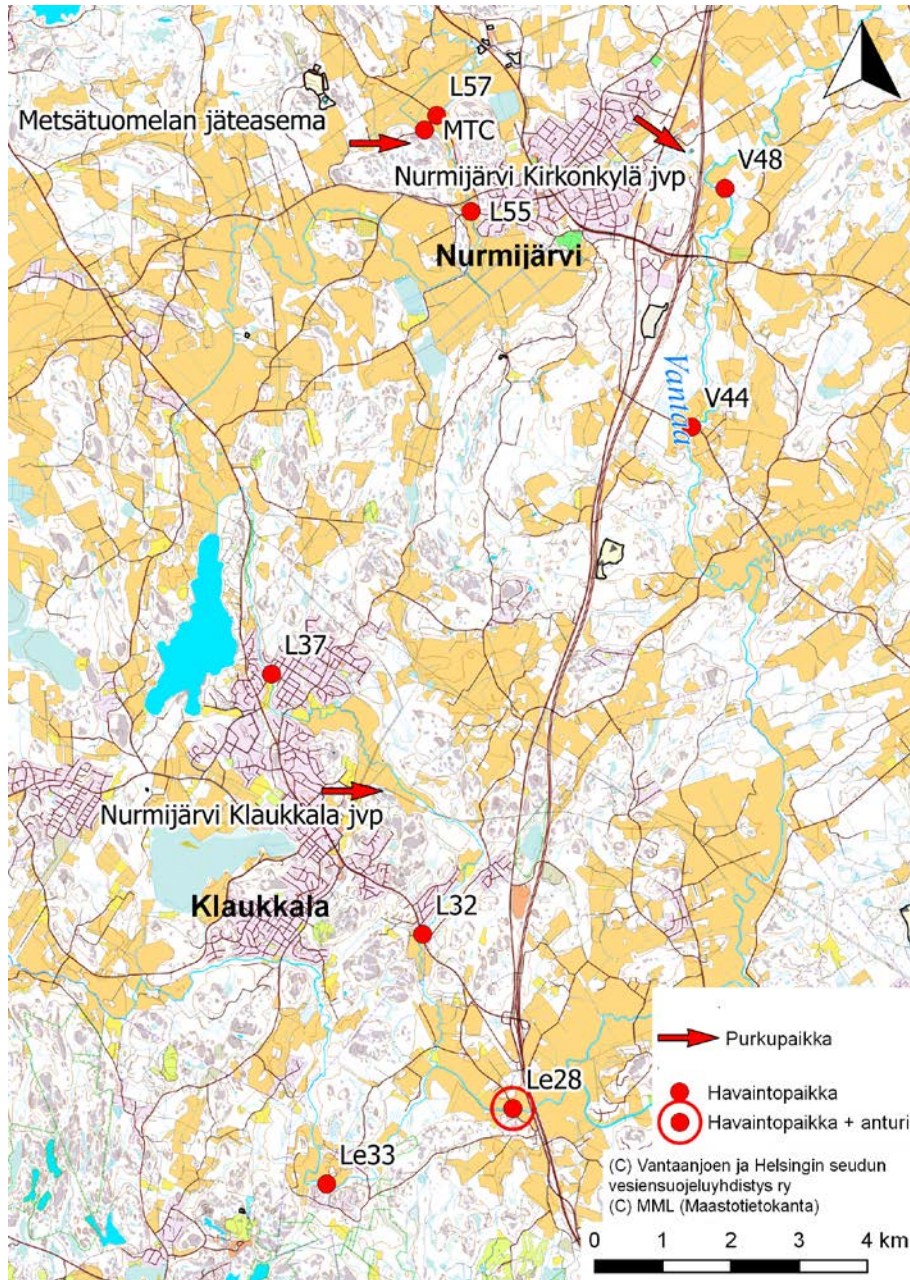 L57
Metsätuomelan jäteasema
MTC
Nurmijärvi Kirkonkylä jvp
V48
L55
Nurmijärvi
Vantaa
V44
L37
Nurmijärvi Klaukkala jvp
Klaukkala
L32
Le28
Le33
Purkupaikka
Havaintopaikka
Havaintopaikka + anturi
(C) Vantaanjoen ja Helsingin seudun
vesiensuojeluyhdistys ry
(C) MML (Maastotietokanta)
0 1 2 3 4 km